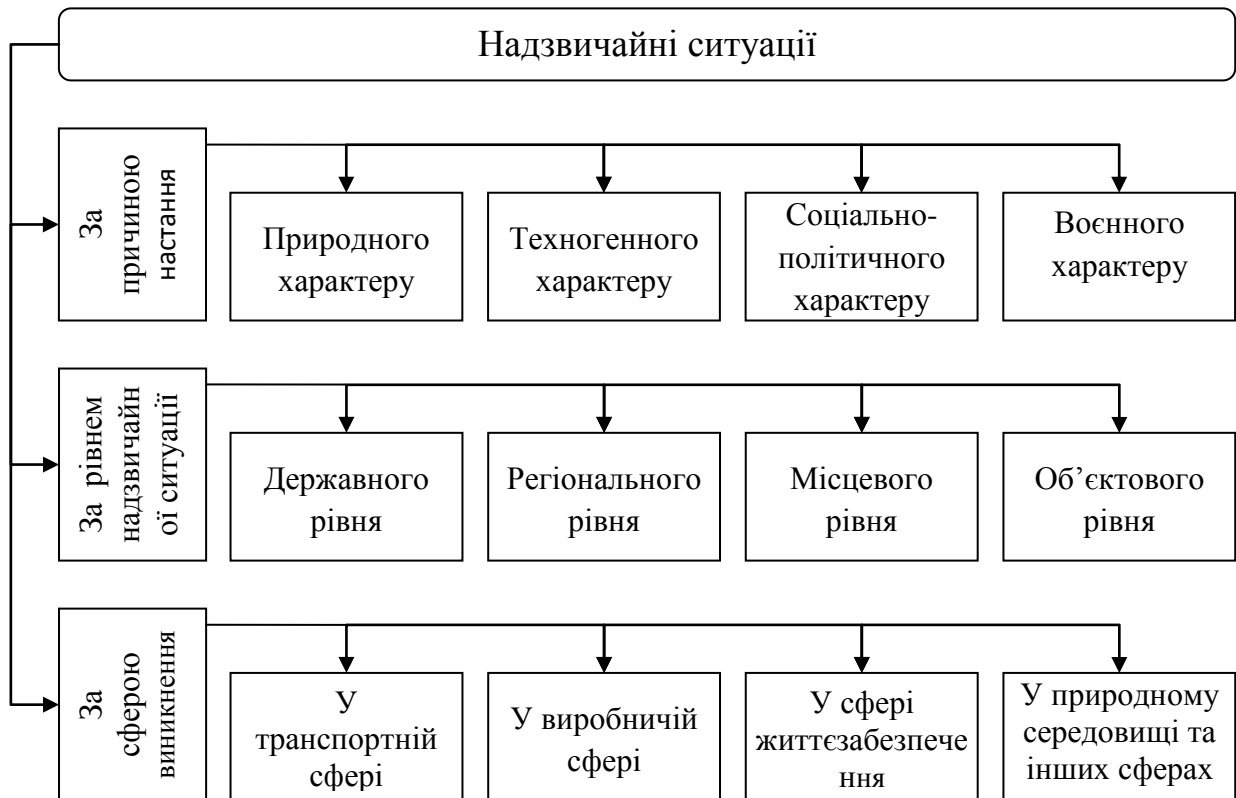 Надзвичайні ситуації
За
причиною
настання
Природного
характеру
Техногенного
характеру
Соціально-
політичного
характеру
Воєнного
характеру
За рівнем
надзвичайн
ої ситуації
Державного
рівня
Регіонального
рівня
Місцевого
рівня
Об’єктового
рівня
За
сферою
виникнення
У
транспортній
сфері
У виробничій
сфері
У сфері
життєзабезпече
ння
У природному
середовищі та
інших сферах